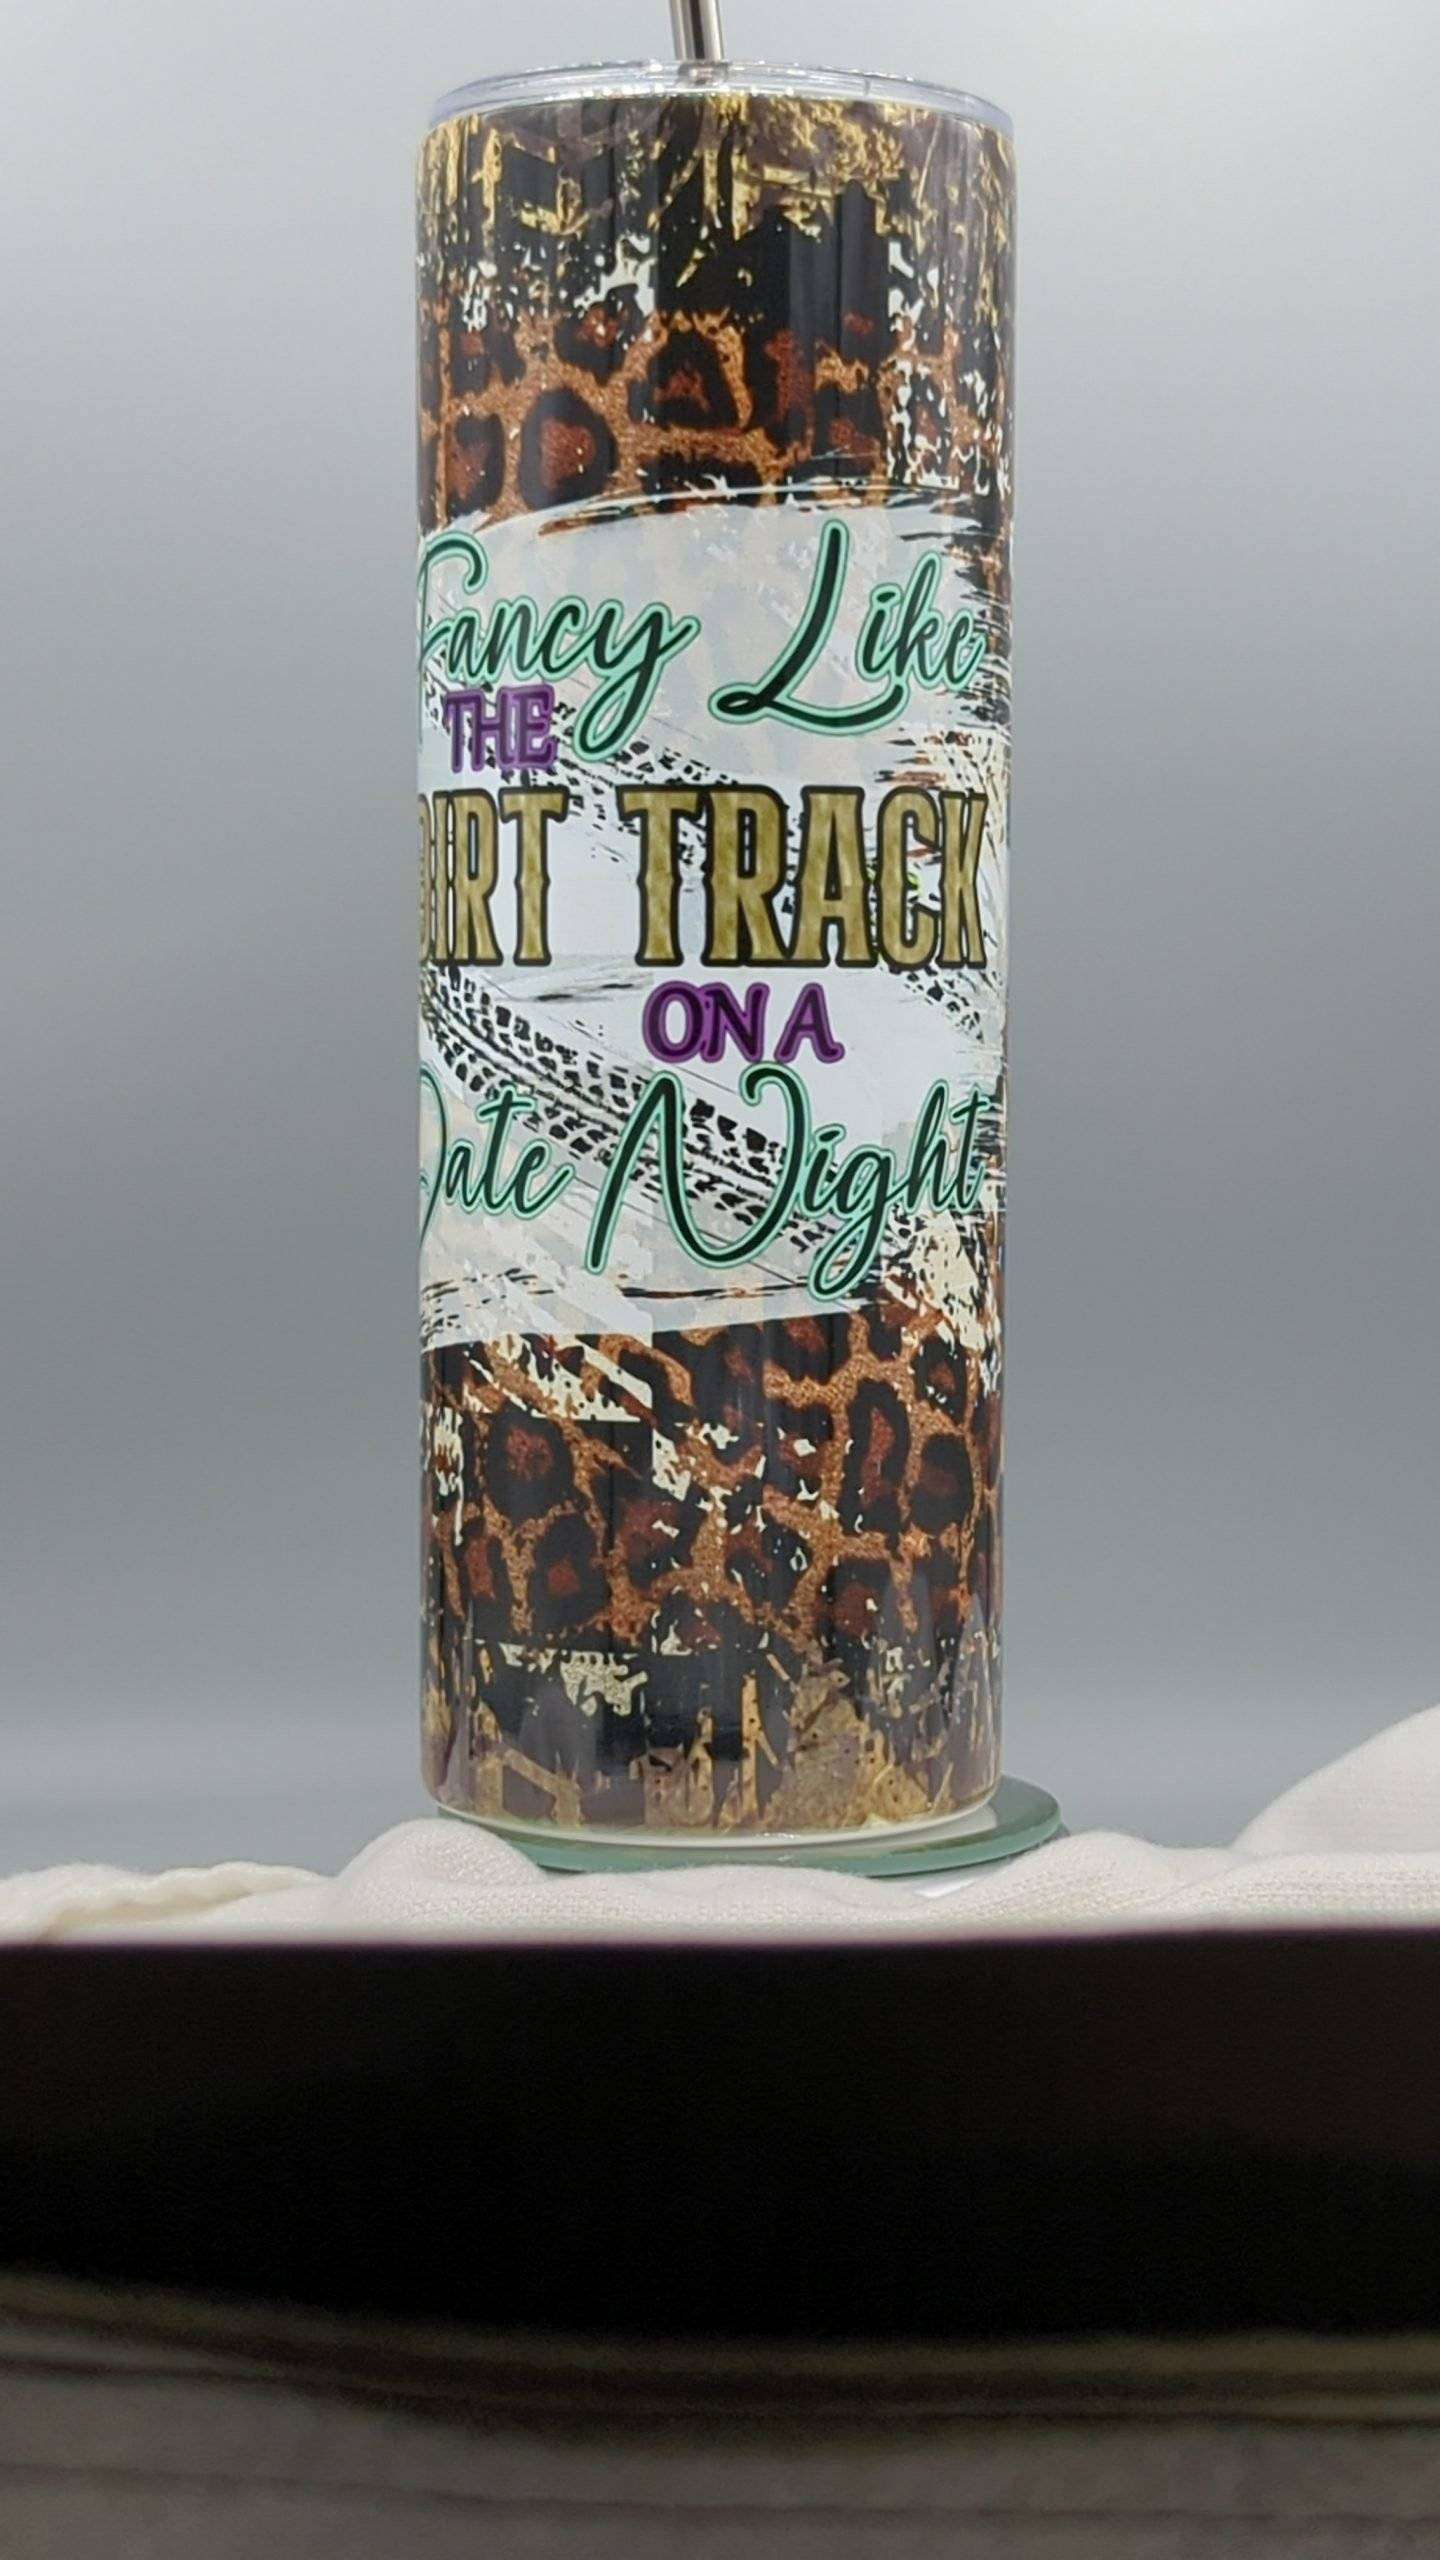 Fancy Like
THE
DIRT TRACK
ON A
Date Night